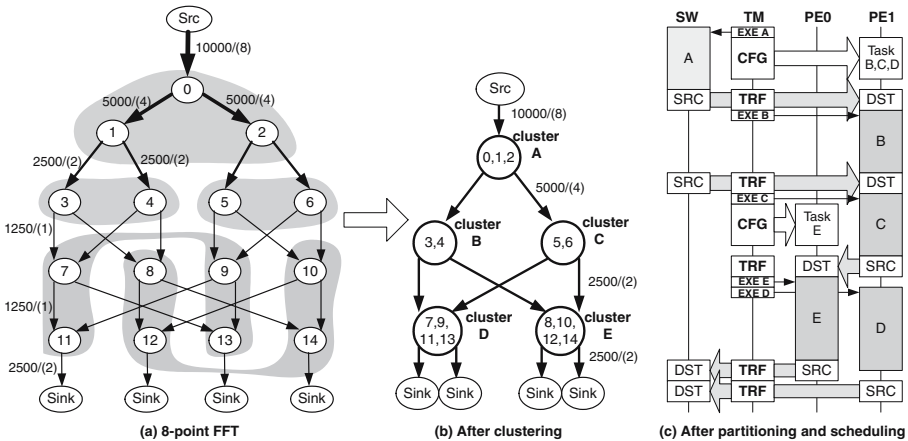 Src
10000/(8)
0
5000/(4)
5000/(4)
1
2
2500/(2)
2500/(2)
3
4
5
6
1250/(1)
7
8
9
10
1250/(1)
11
12
13
14
2500/(2)
Sink
Sink
Sink
Sink
(a) 8-point FFT
Src
10000/(8)
cluster
A
0,1,2
5000/(4)
cluster
B
cluster
C
3,4
5,6
2500/(2)
7,9,
11,13
cluster
D
8,10,
12,14
cluster
E
2500/(2)
Sink
Sink
Sink
Sink
(b) After clustering
SW TM PE0 PE1
EXE A
A
CFG
Task
B,C,D
SRC
TRF
DST
EXE B
B
SRC
TRF
DST
EXE C
CFG
Task
E
C
TRF
DST
SRC
EXE E
EXE D
E
D
DST
TRF
SRC
DST
TRF
SRC
(c) After partitioning and scheduling